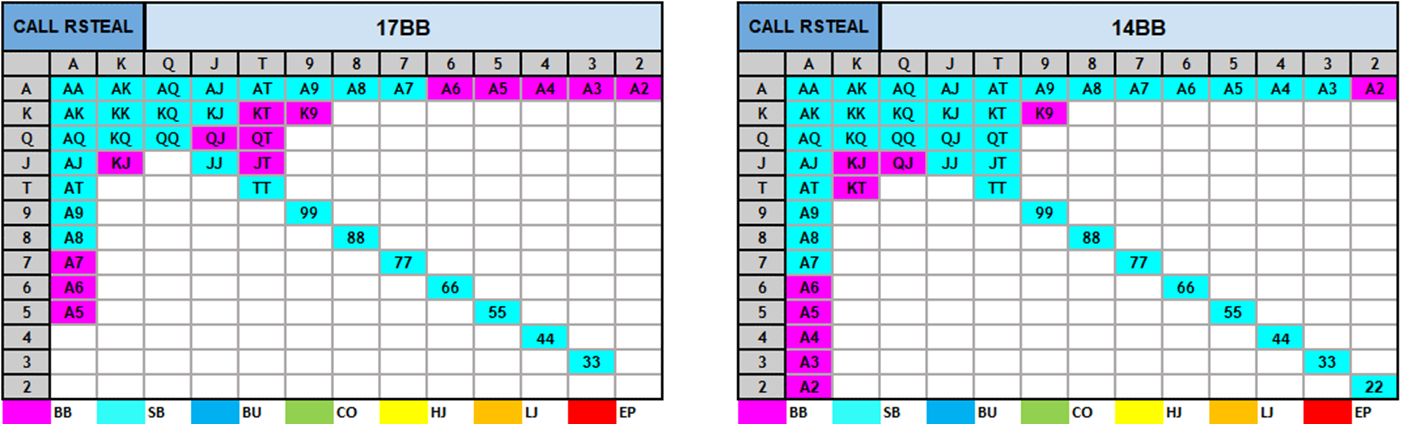 CALL RSTEAL 17BB
A K Q J T 9 8 7 6 5 4 3 2
A AA AK AQ AJ AT A9 A8 A7 A6 A5 A4 A3 A2
K AK KK KQ KJ KT K9
Q AQ KQ QQ QJ QT
J AJ KJ JJ JT
T AT TT
9 A9 99
8 A8 88
7 A7 77
6 A6 66
5 A5 55
4 44
3 33
2
BB SB BU CO HJ LJ EP
CALL RSTEAL 14BB
A K Q J T 9 8 7 6 5 4 3 2
A AA AK AQ AJ AT A9 A8 A7 A6 A5 A4 A3 A2
K AK KK KQ KJ KT K9
Q AQ KQ QQ QJ QT
J AJ KJ QJ JJ JT
T AT KT TT
9 A9 99
8 A8 88
7 A7 77
6 A6 66
5 A5 55
4 A4 44
3 A3 33
2 A2 22
BB SB BU CO HJ LJ EP